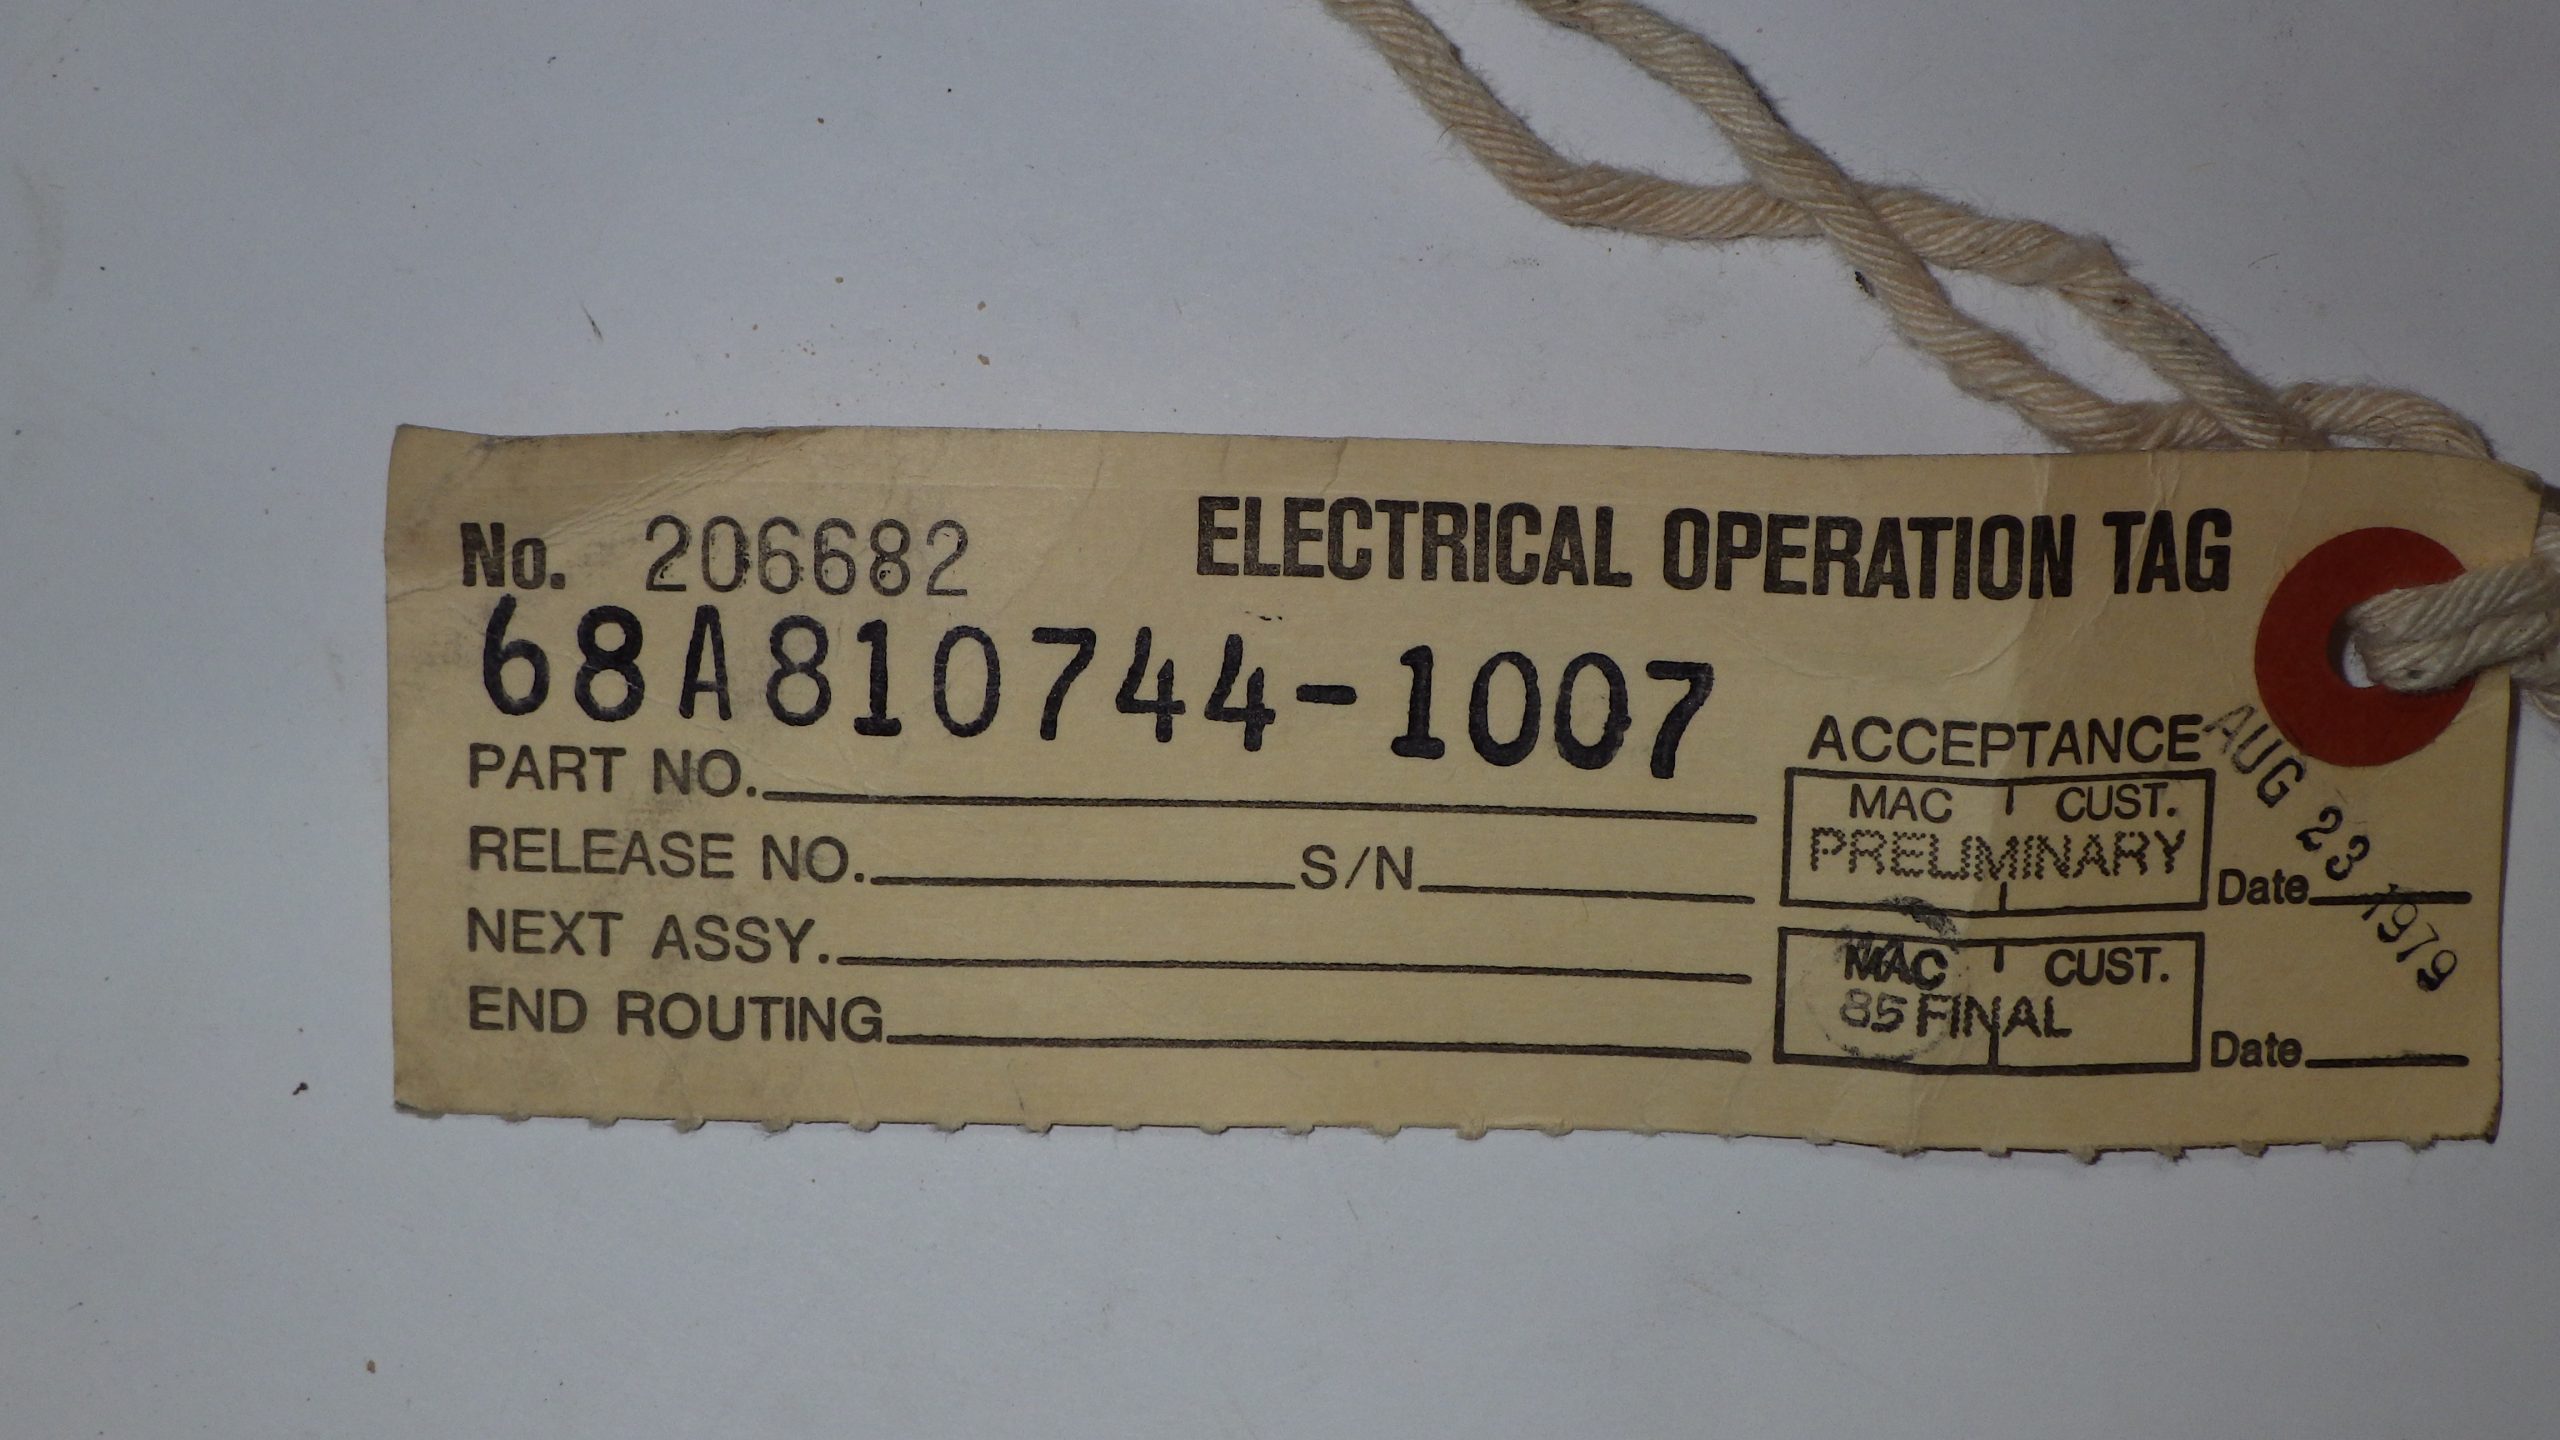 No. 206682 ELECTRICAL OPERATION TAG
68A810744-1007
PART NO.
ACCEPTANCE
MAC CUST.
PRELIMINARY
Date
AUG 23 1979
RELEASE NO. S/N
NEXT ASSY.
END ROUTING
MAC CUST.
85 FINAL
Date